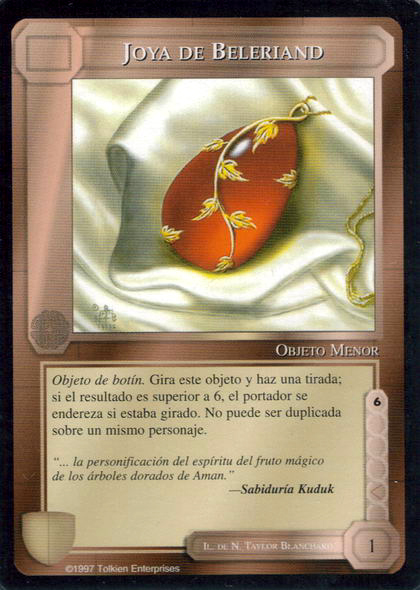 JOYA DE BELERIAND
OBJETO MENOR
Objeto de botín. Gira este objeto y haz una tirada;
si el resultado es superior a 6, el portador se
endereza si estaba girado. No puede ser duplicada
sobre un mismo personaje.
6
“... la personificación del espíritu del fruto mágico
de los árboles dorados de Aman.”
—Sabiduría Kuduk
IL. DE N. TAYLOR BLANCHARD
1
©1997 Tolkien Enterprises